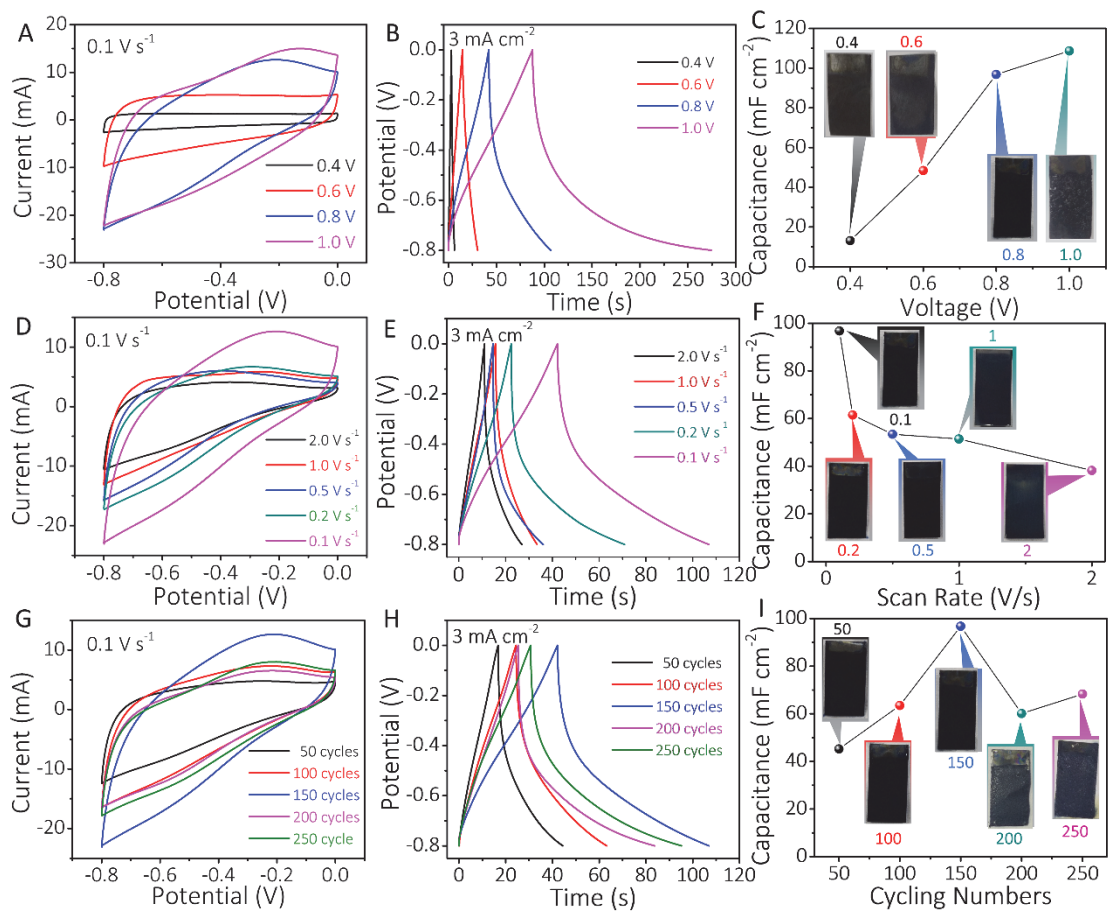 A
0.1 V s⁻¹
Current (mA)
20
10
0
-10
-20
-30
-0.8
-0.4
0.0
Potential (V)
0.4 V
0.6 V
0.8 V
1.0 V
B
3 mA cm⁻²
Potential (V)
0.0
-0.2
-0.4
-0.6
-0.8
0
50
100
150
200
250
300
Time (s)
0.4 V
0.6 V
0.8 V
1.0 V
C
Capacitance (mF cm⁻²)
120
100
80
60
40
20
0
0.4
0.6
0.8
1.0
0.4
0.6
0.8
1.0
Voltage (V)
D
0.1 V s⁻¹
Current (mA)
10
0
-10
-20
-0.8
-0.6
-0.4
-0.2
0.0
Potential (V)
2.0 V s⁻¹
1.0 V s⁻¹
0.5 V s⁻¹
0.2 V s⁻¹
0.1 V s⁻¹
E
3 mA cm⁻²
Potential (V)
0.0
-0.2
-0.4
-0.6
-0.8
0
20
40
60
80
100
120
Time (s)
2.0 V s⁻¹
1.0 V s⁻¹
0.5 V s⁻¹
0.2 V s⁻¹
0.1 V s⁻¹
F
Capacitance (mF cm⁻²)
100
80
60
40
20
0
1
0.1
0.2
0.5
2
0
1
2
Scan Rate (V/s)
G
0.1 V s⁻¹
Current (mA)
10
0
-10
-20
-0.8
-0.6
-0.4
-0.2
0.0
Potential (V)
50 cycles
100 cycles
150 cycles
200 cycles
250 cycle
H
3 mA cm⁻²
Potential (V)
0.0
-0.2
-0.4
-0.6
-0.8
0
20
40
60
80
100
120
Time (s)
50 cycles
100 cycles
150 cycles
200 cycles
250 cycles
I
Capacitance (mF cm⁻²)
100
80
60
40
20
0
50
150
100
200
250
50
100
150
200
250
Cycling Numbers